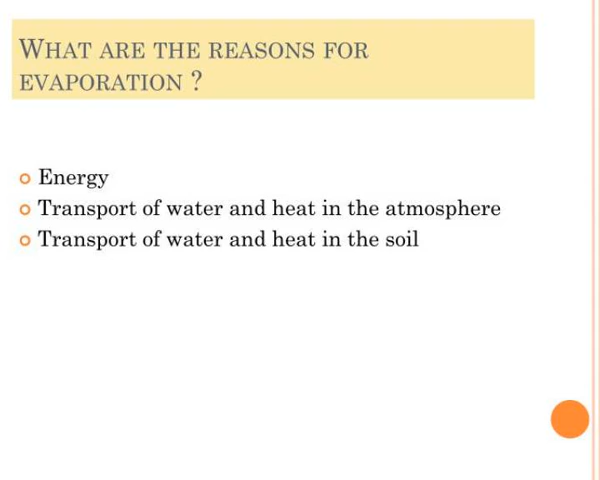 WHAT ARE THE REASONS FOR
EVAPORATION ?
Energy
Transport of water and heat in the atmosphere
Transport of water and heat in the soil